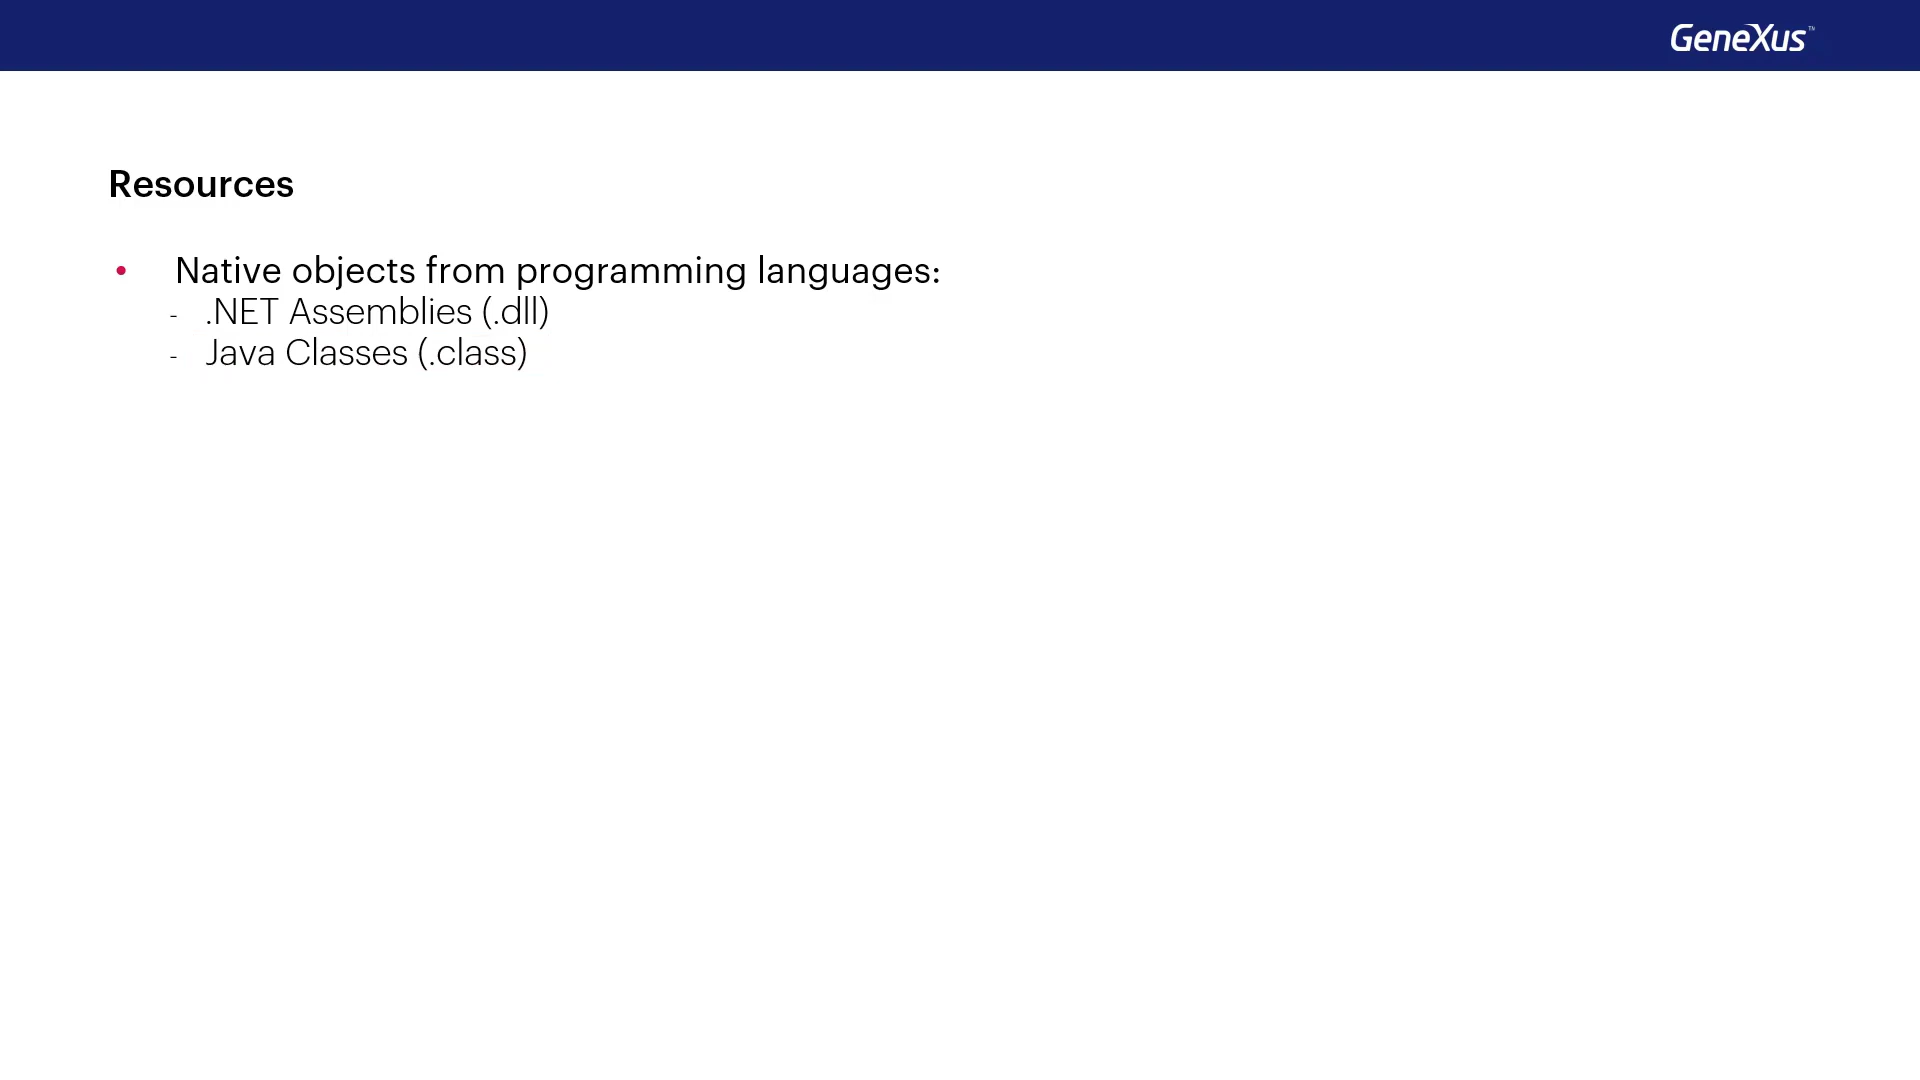 GeneXus™
Resources
• Native objects from programming languages:
- .NET Assemblies (.dll)
- Java Classes (.class)